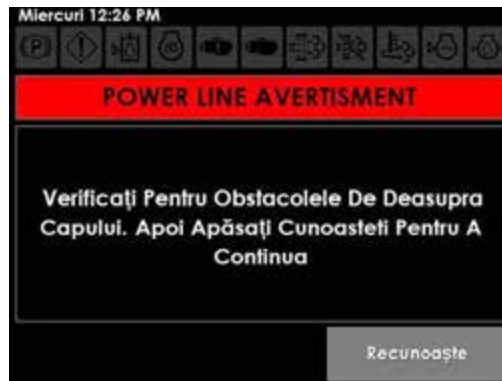 Miercuri 12:26 PM
POWER LINE AVERTISMENT
Verificați Pentru Obstacolele De Deasupra
Capului. Apoi Apăsați Cunoasteti Pentru A
Continua
Recunoaște